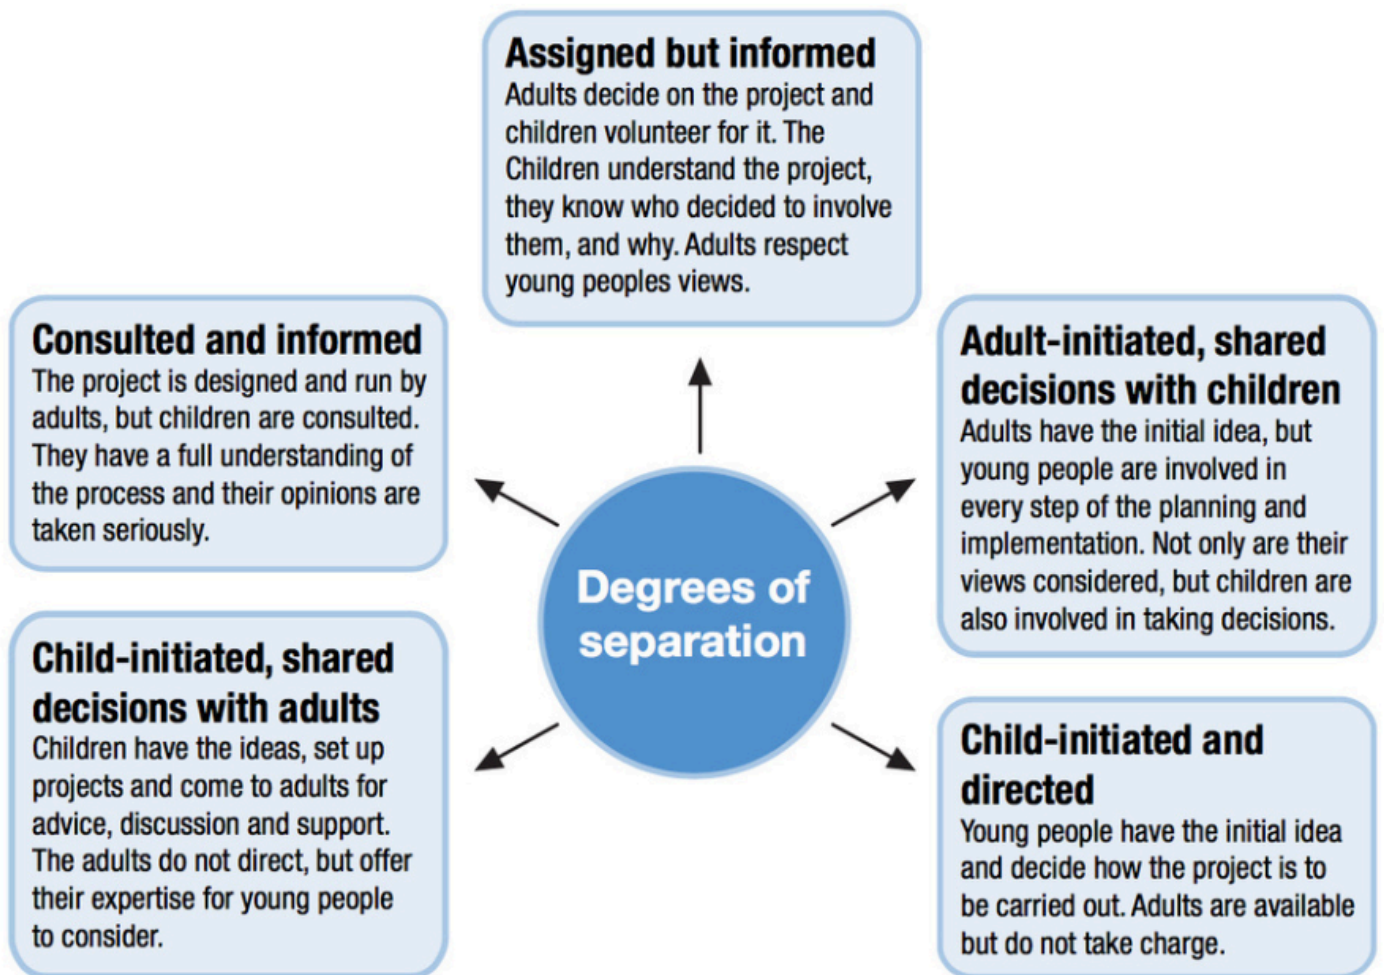 Assigned but informed
Adults decide on the project and
children volunteer for it. The
Children understand the project,
they know who decided to involve
them, and why. Adults respect
young peoples views.
Consulted and informed
The project is designed and run by
adults, but children are consulted.
They have a full understanding of
the process and their opinions are
taken seriously.
Adult-initiated, shared
decisions with children
Adults have the initial idea, but
young people are involved in
every step of the planning and
implementation. Not only are their
views considered, but children are
also involved in taking decisions.
Degrees of
separation
Child-initiated, shared
decisions with adults
Children have the ideas, set up
projects and come to adults for
advice, discussion and support.
The adults do not direct, but offer
their expertise for young people
to consider.
Child-initiated and
directed
Young people have the initial idea
and decide how the project is to
be carried out. Adults are available
but do not take charge.